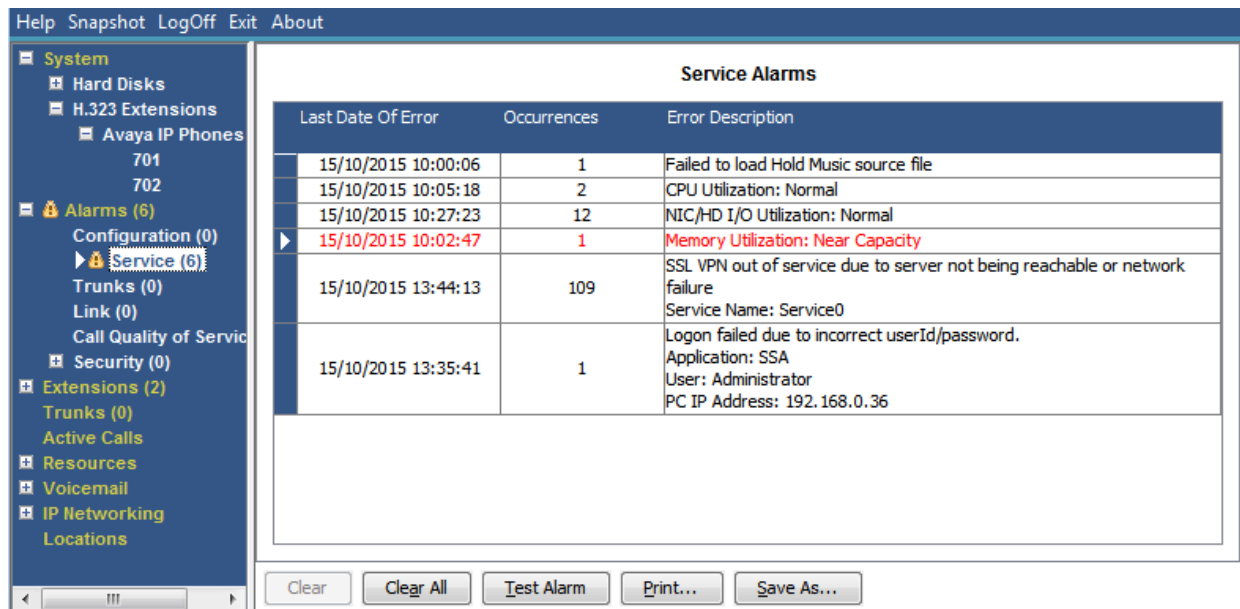 Help Snapshot LogOff Exit About
System
Hard Disks
H.323 Extensions
Avaya IP Phones
701
702
Alarms (6)
Configuration (0)
Service (6)
Trunks (0)
Link (0)
Call Quality of Servic
Security (0)
Extensions (2)
Trunks (0)
Active Calls
Resources
Voicemail
IP Networking
Locations
Service Alarms
Last Date Of Error Occurrences Error Description
15/10/2015 10:00:06 1 Failed to load Hold Music source file
15/10/2015 10:05:18 2 CPU Utilization: Normal
15/10/2015 10:27:23 12 NIC/HD I/O Utilization: Normal
15/10/2015 10:02:47 1 Memory Utilization: Near Capacity
15/10/2015 13:44:13 109 SSL VPN out of service due to server not being reachable or network
failure
Service Name: Service0
15/10/2015 13:35:41 1 Logon failed due to incorrect userId/password.
Application: SSA
User: Administrator
PC IP Address: 192.168.0.36
Clear Clear All Test Alarm Print... Save As...